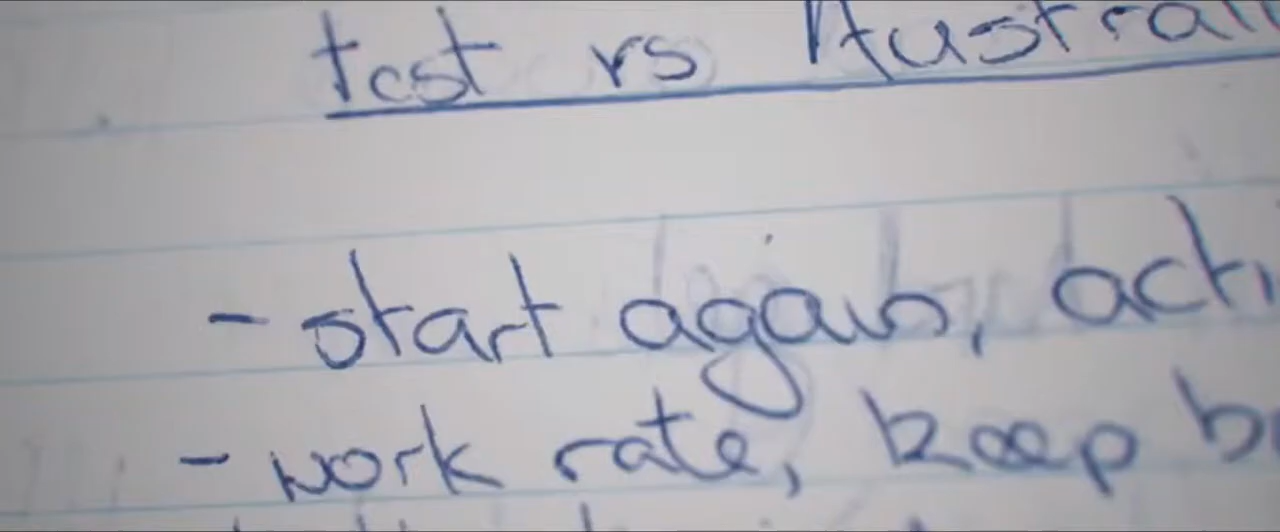 test vs Austral
- start again, acti
- work rate, keep b